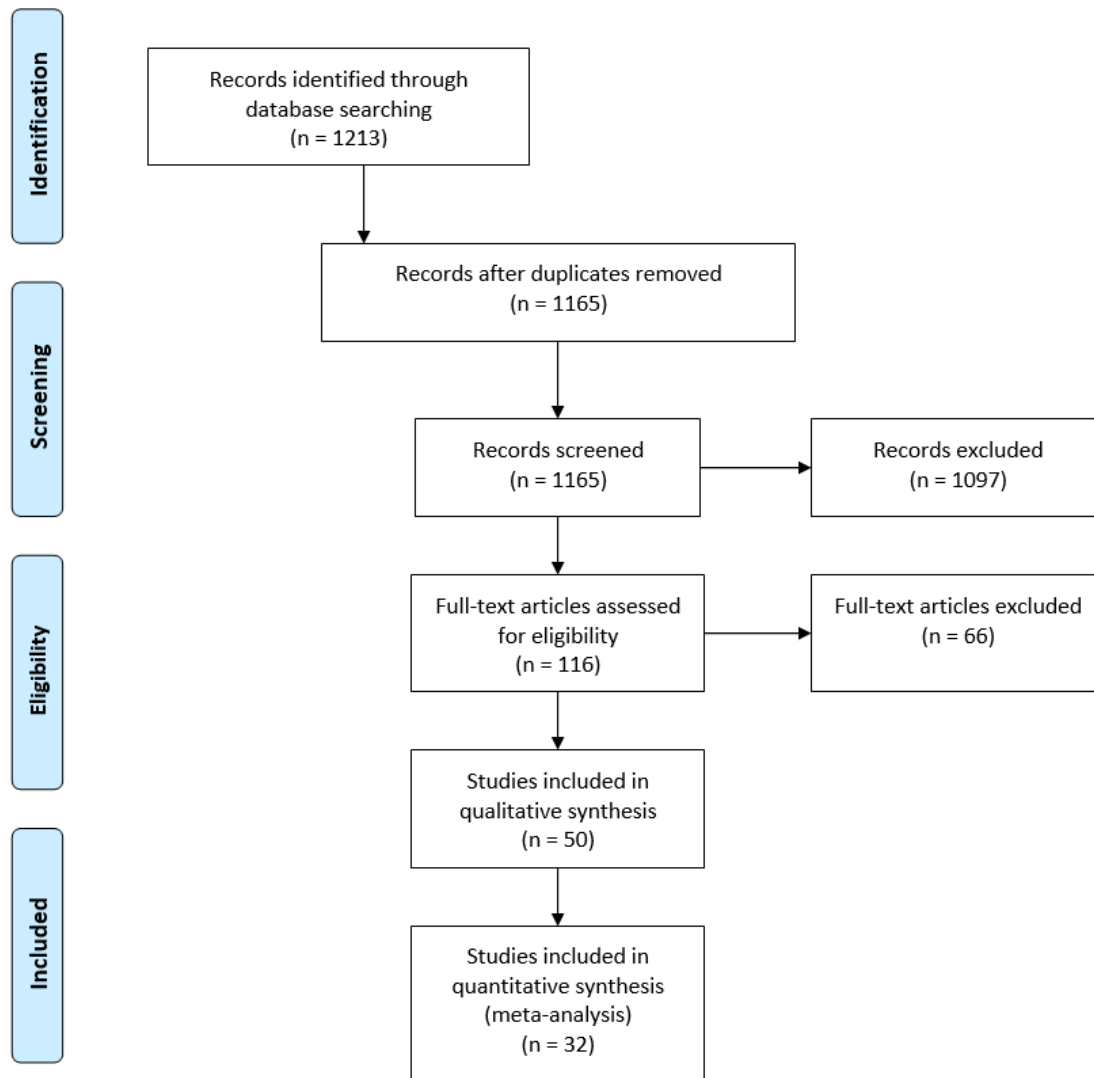 Identification
Records identified through
database searching
(n = 1213)
Records after duplicates removed
(n = 1165)
Screening
Records screened
(n = 1165)
Records excluded
(n = 1097)
Eligibility
Full-text articles assessed
for eligibility
(n = 116)
Full-text articles excluded
(n = 66)
Studies included in
qualitative synthesis
(n = 50)
Included
Studies included in
quantitative synthesis
(meta-analysis)
(n = 32)